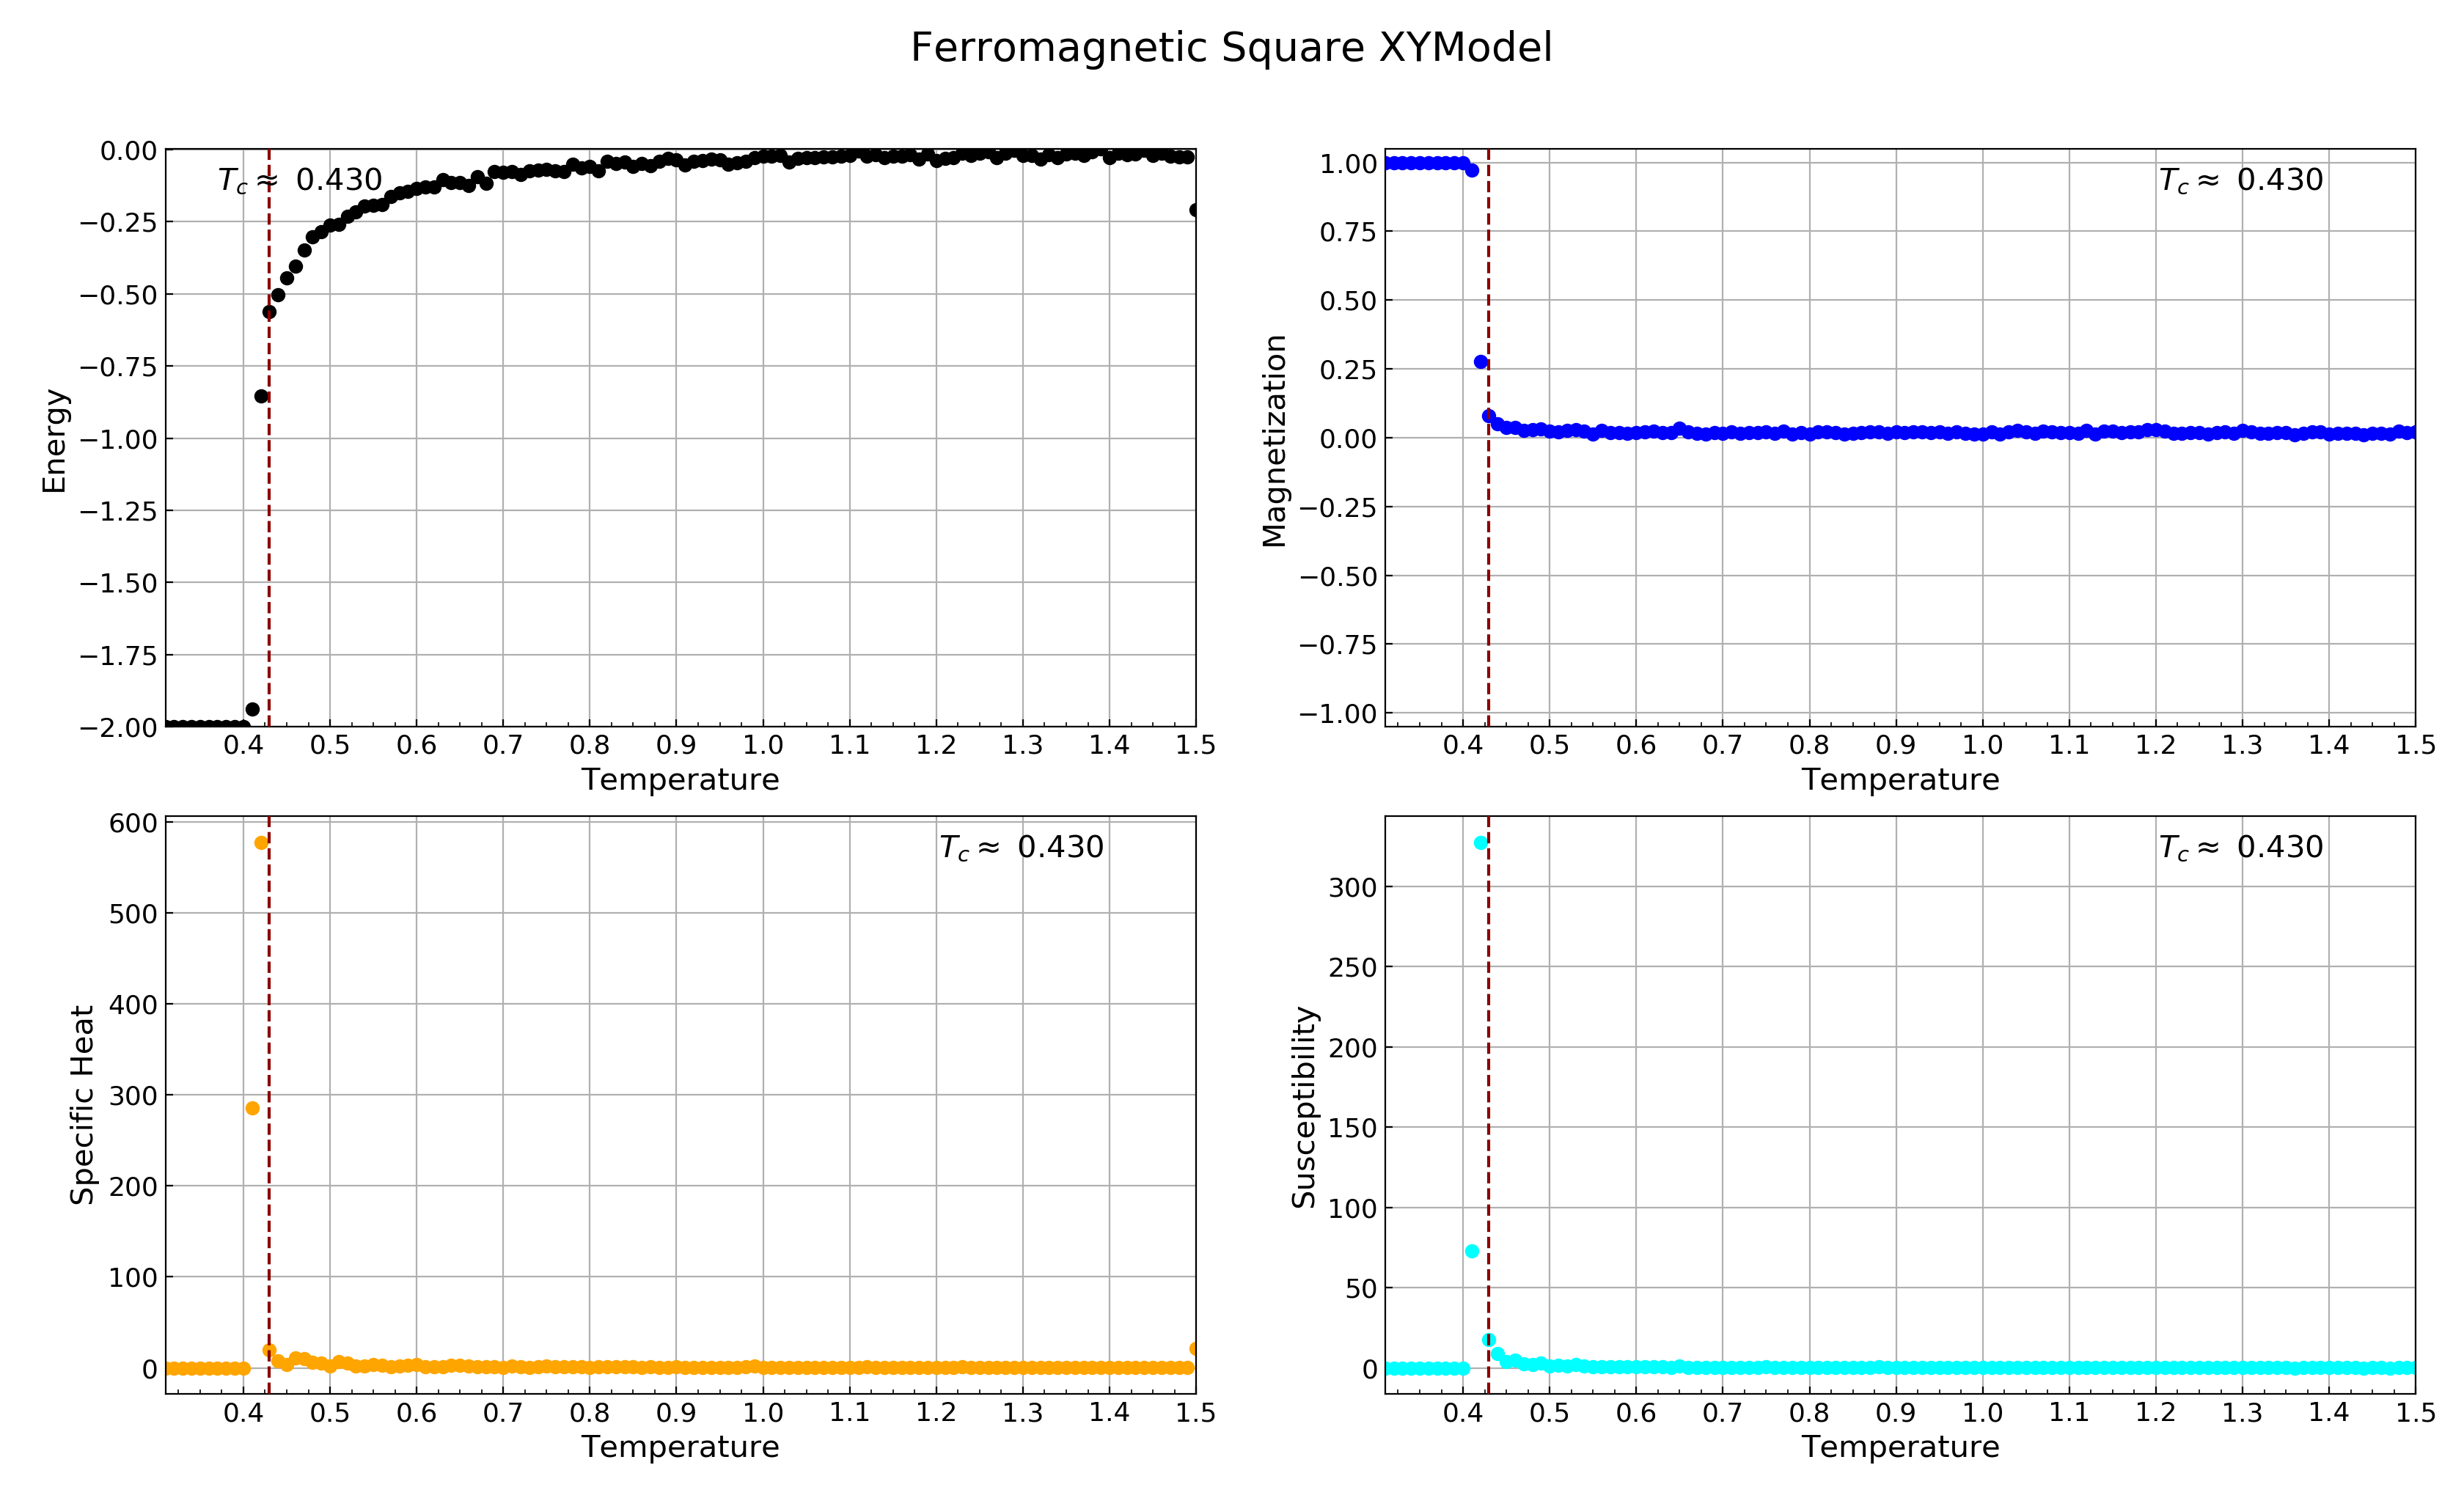 Ferromagnetic Square XYModel
0.00
−0.25
−0.50
−0.75
−1.00
−1.25
−1.50
−1.75
−2.00
Energy
T_c ≈ 0.430
0.4 0.5 0.6 0.7 0.8 0.9 1.0 1.1 1.2 1.3 1.4 1.5
Temperature
1.00
0.75
0.50
0.25
0.00
−0.25
−0.50
−0.75
−1.00
Magnetization
T_c ≈ 0.430
0.4 0.5 0.6 0.7 0.8 0.9 1.0 1.1 1.2 1.3 1.4 1.5
Temperature
600
500
400
300
200
100
0
Specific Heat
T_c ≈ 0.430
0.4 0.5 0.6 0.7 0.8 0.9 1.0 1.1 1.2 1.3 1.4 1.5
Temperature
300
250
200
150
100
50
0
Susceptibility
T_c ≈ 0.430
0.4 0.5 0.6 0.7 0.8 0.9 1.0 1.1 1.2 1.3 1.4 1.5
Temperature